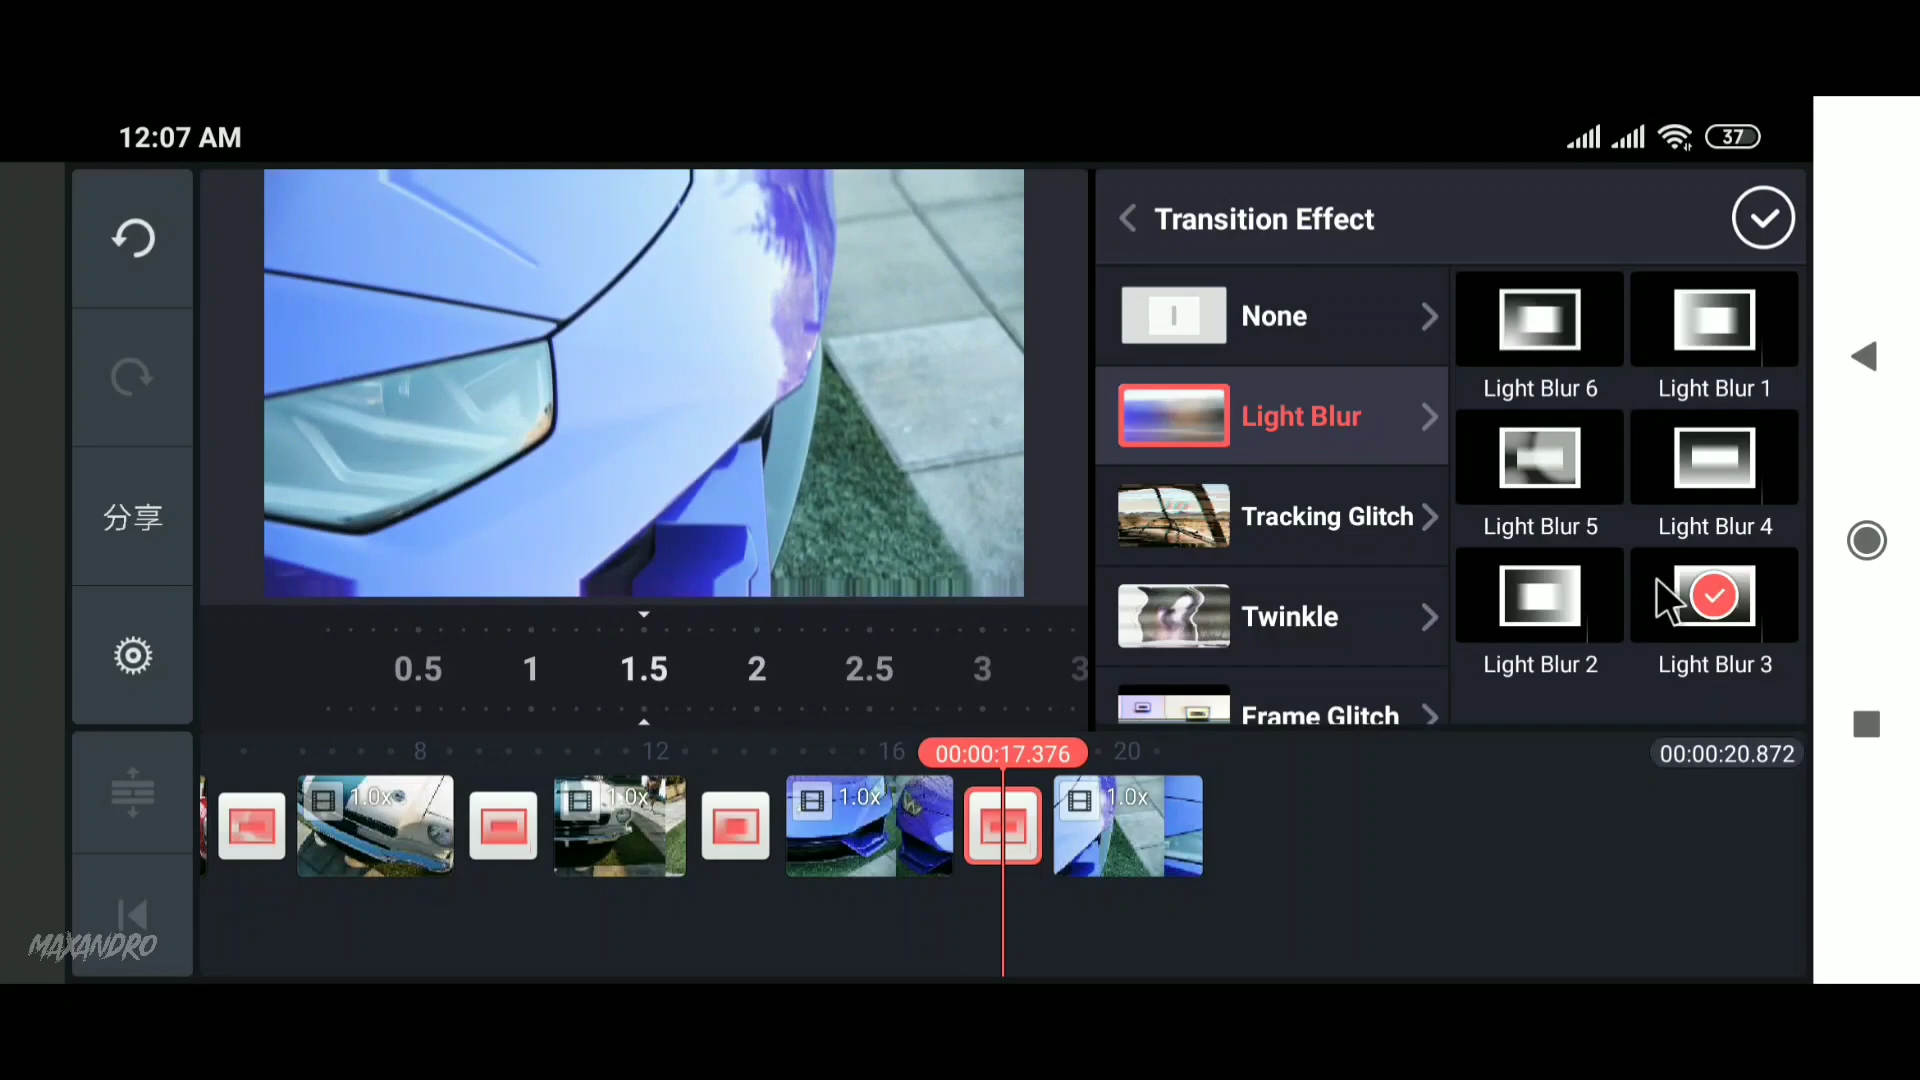 12:07 AM
37
Transition Effect
None
Light Blur
Tracking Glitch
Twinkle
Frame Glitch
Light Blur 6
Light Blur 1
Light Blur 5
Light Blur 4
Light Blur 2
Light Blur 3
分享
0.5 1 1.5 2 2.5 3 3
8 12 16 00:00:17.376 20 00:00:20.872
1.0x 1.0x 1.0x 1.0x
MAXANDRO